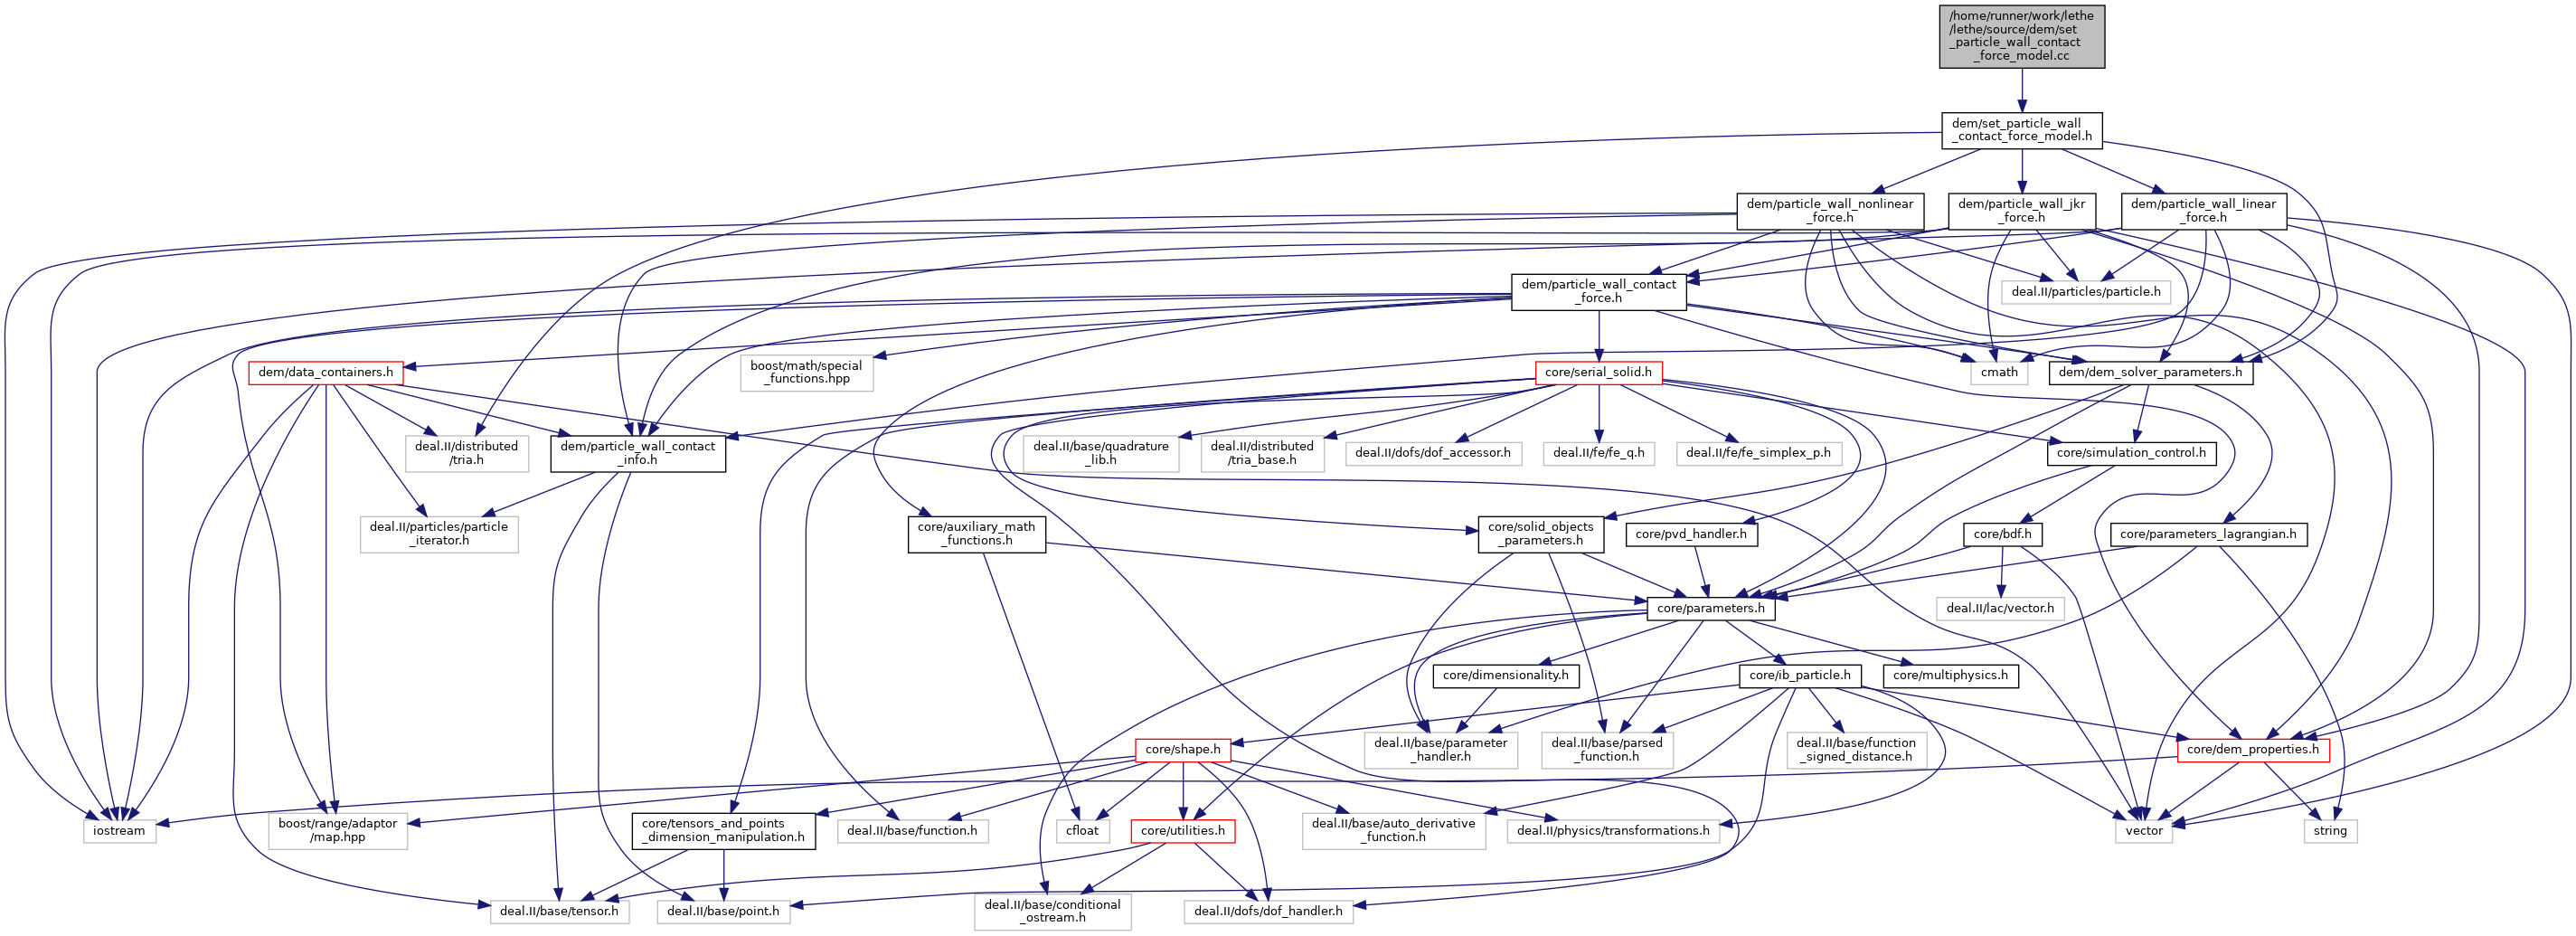 /home/runner/work/lethe
/lethe/source/dem/set
_particle_wall_contact
_force_model.cc
dem/set_particle_wall
_contact_force_model.h
dem/particle_wall_nonlinear
_force.h
dem/particle_wall_jkr
_force.h
dem/particle_wall_linear
_force.h
dem/particle_wall_contact
_force.h
deal.II/particles/particle.h
dem/data_containers.h
boost/math/special
_functions.hpp
core/serial_solid.h
cmath
dem/dem_solver_parameters.h
deal.II/distributed
/tria.h
dem/particle_wall_contact
_info.h
deal.II/base/quadrature
_lib.h
deal.II/distributed
/tria_base.h
deal.II/dofs/dof_accessor.h
deal.II/fe/fe_q.h
deal.II/fe/fe_simplex_p.h
core/simulation_control.h
deal.II/particles/particle
_iterator.h
core/auxiliary_math
_functions.h
core/solid_objects
_parameters.h
core/pvd_handler.h
core/bdf.h
core/parameters_lagrangian.h
core/parameters.h
deal.II/lac/vector.h
core/dimensionality.h
core/ib_particle.h
core/multiphysics.h
core/shape.h
deal.II/base/parameter
_handler.h
deal.II/base/parsed
_function.h
deal.II/base/function
_signed_distance.h
core/dem_properties.h
iostream
boost/range/adaptor
/map.hpp
core/tensors_and_points
_dimension_manipulation.h
deal.II/base/function.h
cfloat
core/utilities.h
deal.II/base/auto_derivative
_function.h
deal.II/physics/transformations.h
vector
string
deal.II/base/tensor.h
deal.II/base/point.h
deal.II/base/conditional
_ostream.h
deal.II/dofs/dof_handler.h